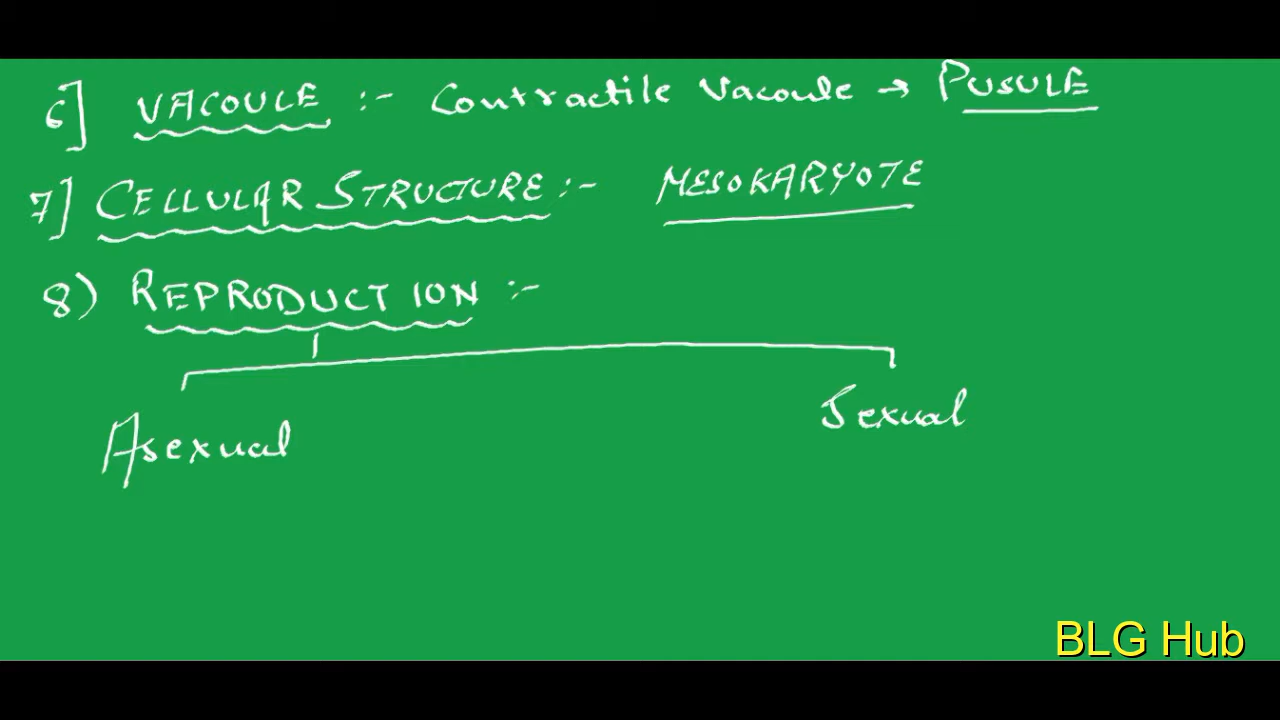 6] VACOULE :- Contractile Vacoule → PUSULE
7] CELLULAR STRUCTURE :- MESOKARYOTE
8) REPRODUCTION :-
Asexual Sexual
BLG Hub